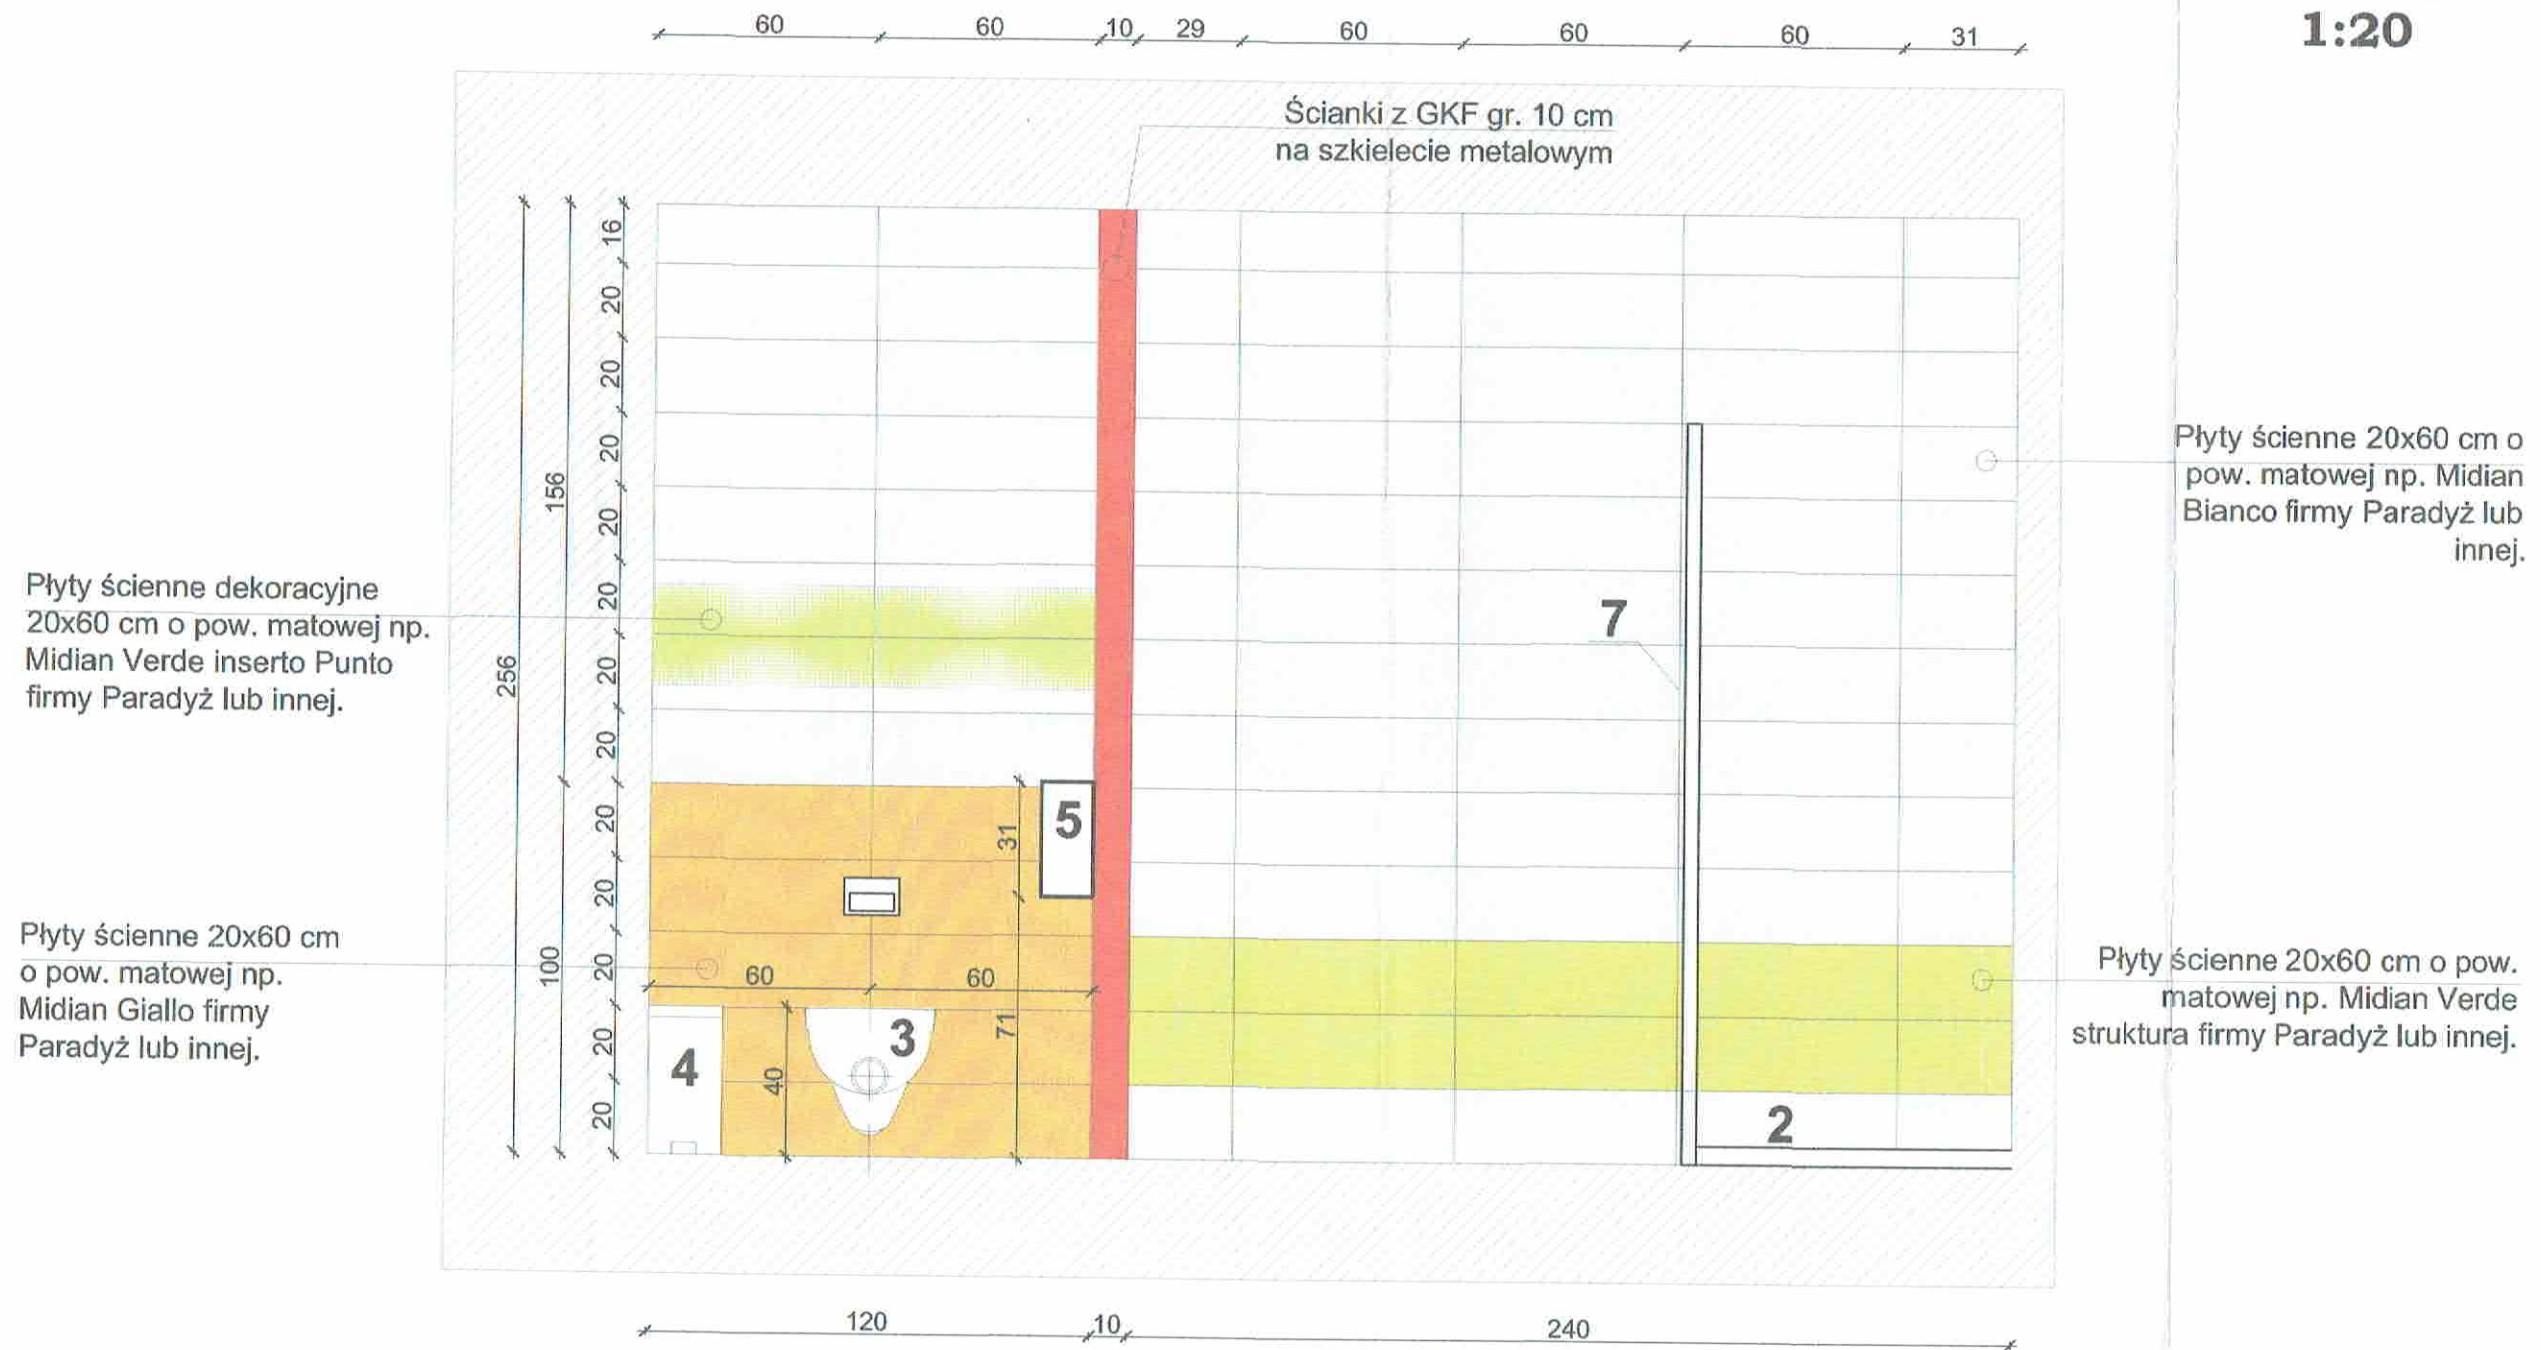 1:20
60 60 10 29 60 60 60 31
Ścianki z GKF gr. 10 cm
na szkielecie metalowym
16
20
20
20
20
20
20
20
20
20
20
20
20
156
100
256
Płyty ścienne dekoracyjne
20x60 cm o pow. matowej np.
Midian Verde inserto Punto
firmy Paradyż lub innej.
Płyty ścienne 20x60 cm
o pow. matowej np.
Midian Giallo firmy
Paradyż lub innej.
5
31
60 60
71
3
4
40
7
2
Płyty ścienne 20x60 cm o
pow. matowej np. Midian
Bianco firmy Paradyż lub
innej.
Płyty ścienne 20x60 cm o pow.
matowej np. Midian Verde
struktura firmy Paradyż lub innej.
120 10 240